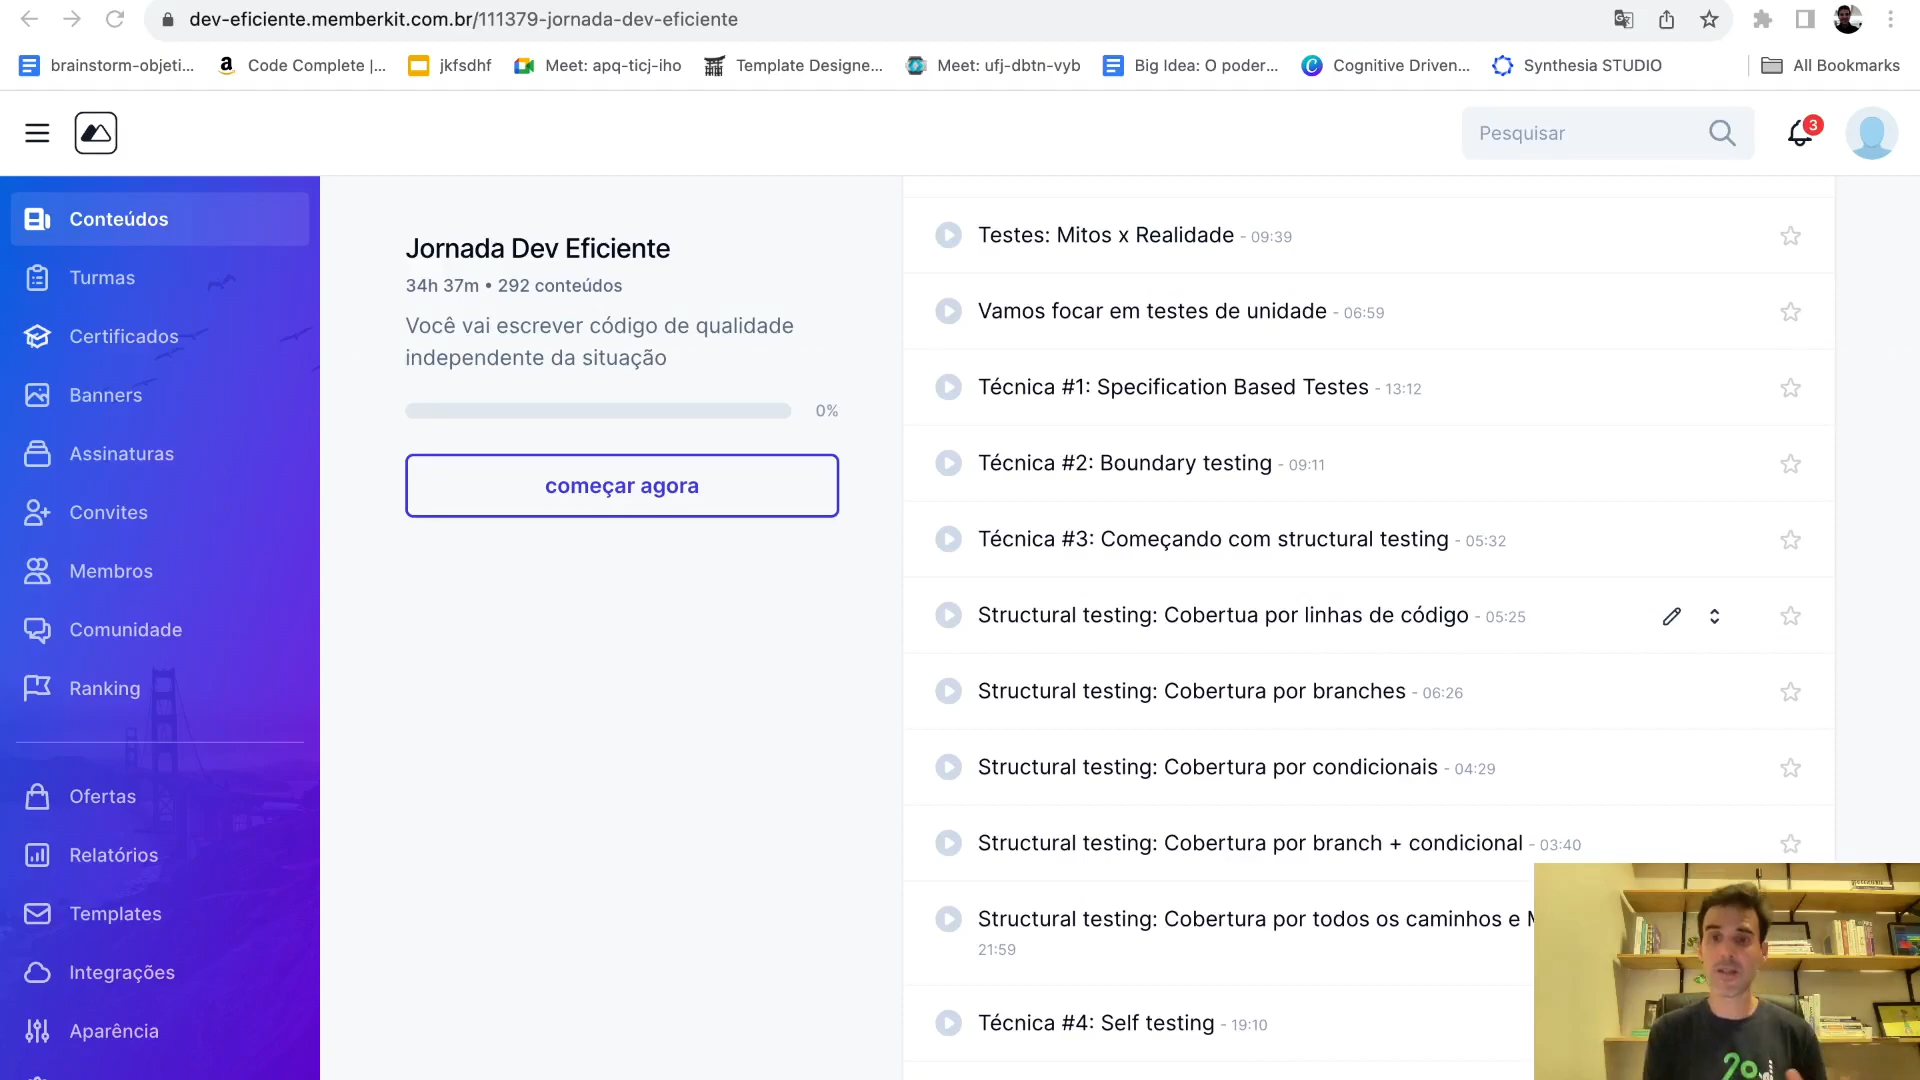 dev-eficiente.memberkit.com.br/111379-jornada-dev-eficiente
brainstorm-objeti...
Code Complete |...
jkfsdhf
Meet: apq-ticj-iho
Template Designe...
Meet: ufj-dbtn-vyb
Big Idea: O poder...
Cognitive Driven...
Synthesia STUDIO
All Bookmarks
Pesquisar
3
Conteúdos
Turmas
Certificados
Banners
Assinaturas
Convites
Membros
Comunidade
Ranking
Ofertas
Relatórios
Templates
Integrações
Aparência
Jornada Dev Eficiente
34h 37m • 292 conteúdos
Você vai escrever código de qualidade
independente da situação
0%
começar agora
Testes: Mitos x Realidade - 09:39
Vamos focar em testes de unidade - 06:59
Técnica #1: Specification Based Testes - 13:12
Técnica #2: Boundary testing - 09:11
Técnica #3: Começando com structural testing - 05:32
Structural testing: Cobertua por linhas de código - 05:25
Structural testing: Cobertura por branches - 06:26
Structural testing: Cobertura por condicionais - 04:29
Structural testing: Cobertura por branch + condicional - 03:40
Structural testing: Cobertura por todos os caminhos e
21:59
Técnica #4: Self testing - 19:10